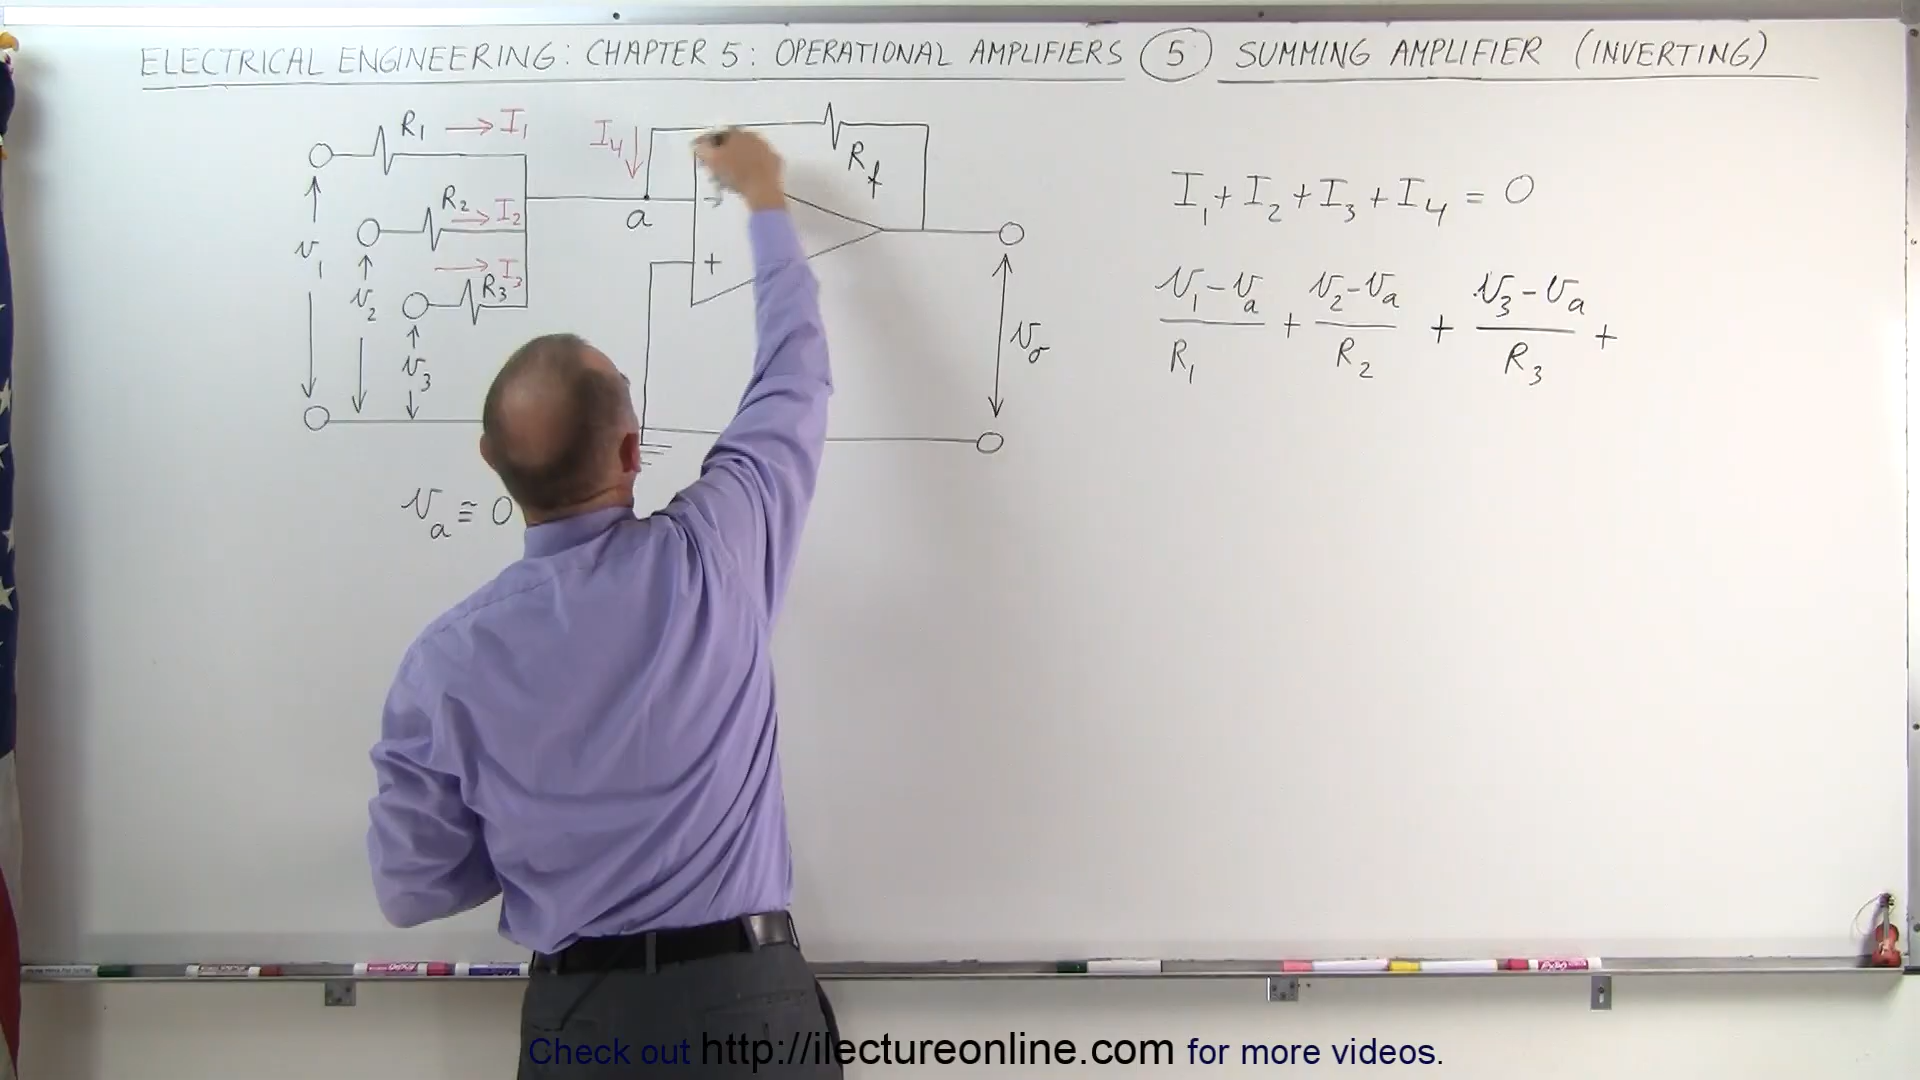 ELECTRICAL ENGINEERING: CHAPTER 5: OPERATIONAL AMPLIFIERS 5 SUMMING AMPLIFIER (INVERTING)
R1 → I1
I4
Rf
R2 → I2
a
−
+
→ I3
R3
v1
v2
v3
vo
va ≅ 0
I1 + I2 + I3 + I4 = 0
(v1 − va)/R1 + (v2 − va)/R2 + (v3 − va)/R3 +
EXPO
Check out http://ilectureonline.com for more videos.